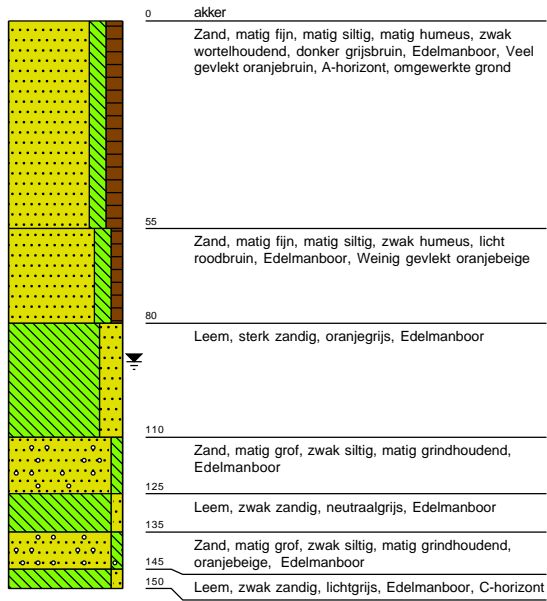 0 akker
Zand, matig fijn, matig siltig, matig humeus, zwak
wortelhoudend, donker grijsbruin, Edelmanboor, Veel
gevlekt oranjebruin, A-horizont, omgewerkte grond
55
Zand, matig fijn, matig siltig, zwak humeus, licht
roodbruin, Edelmanboor, Weinig gevlekt oranjebeige
80
Leem, sterk zandig, oranjegrijs, Edelmanboor
110
Zand, matig grof, zwak siltig, matig grindhoudend,
Edelmanboor
125
Leem, zwak zandig, neutraalgrijs, Edelmanboor
135
Zand, matig grof, zwak siltig, matig grindhoudend,
oranjebeige, Edelmanboor
145
150 Leem, zwak zandig, lichtgrijs, Edelmanboor, C-horizont